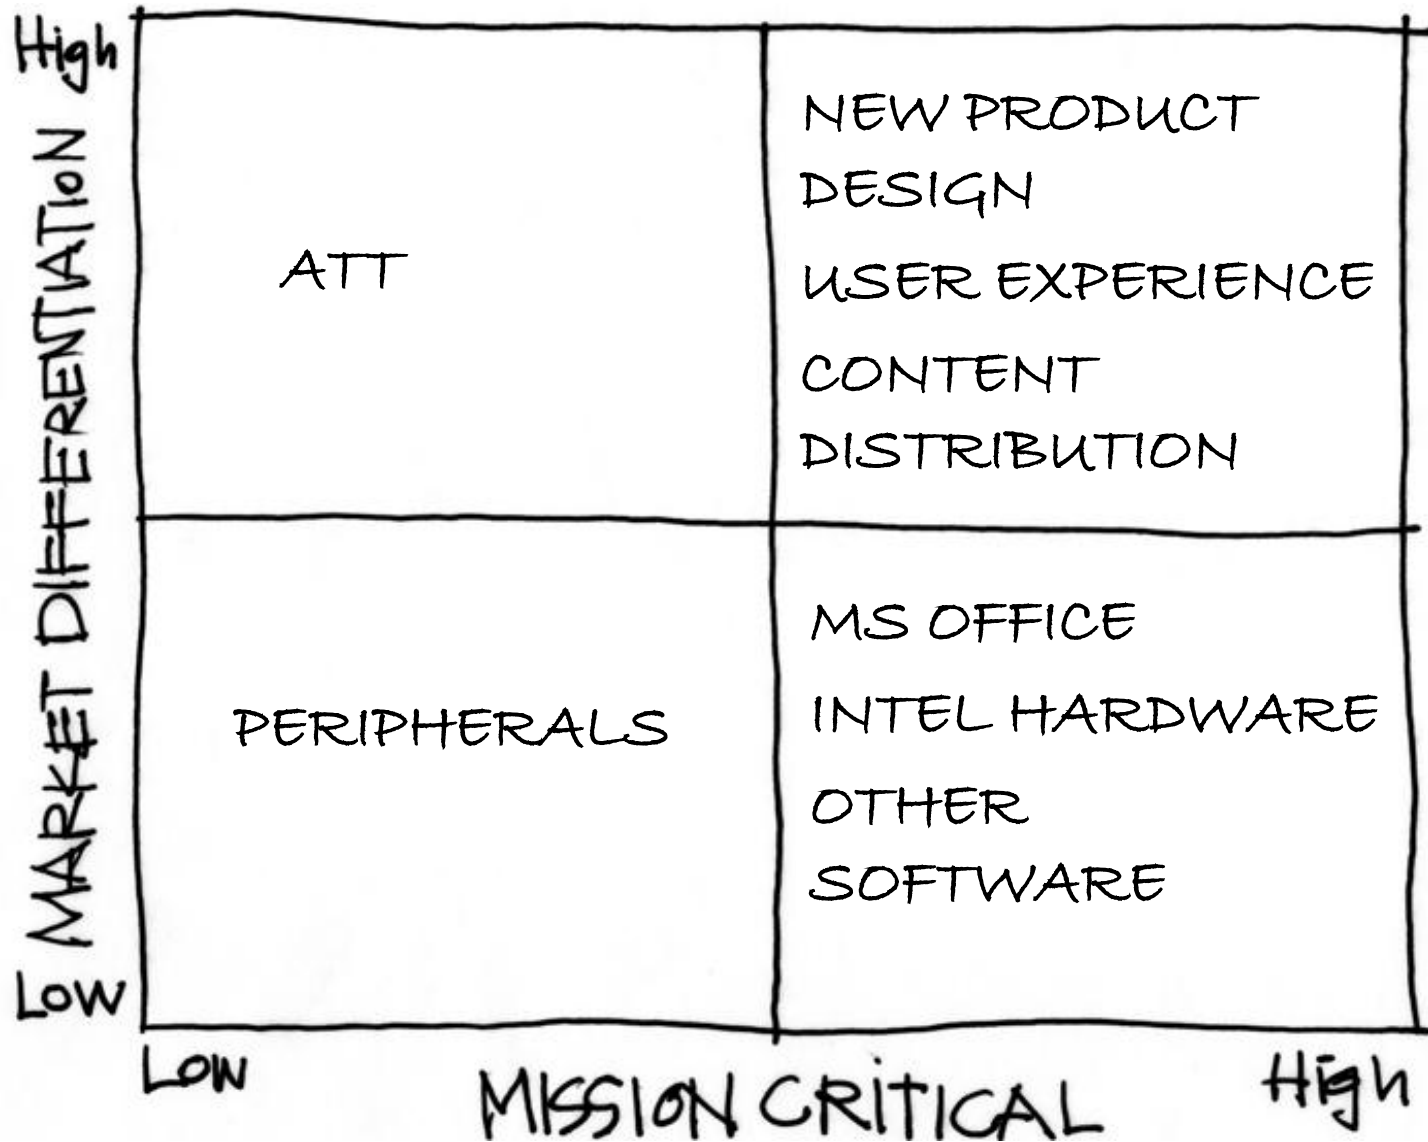 High
MARKET DIFFERENTIATION
Low
ATT
NEW PRODUCT
DESIGN
USER EXPERIENCE
CONTENT
DISTRIBUTION
PERIPHERALS
MS OFFICE
INTEL HARDWARE
OTHER
SOFTWARE
Low
MISSION CRITICAL
High